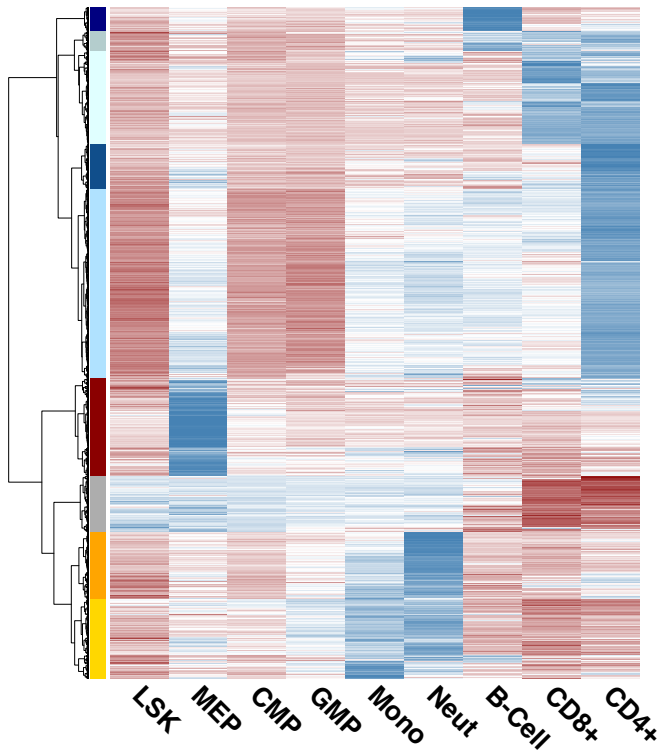 LSK
MEP
CMP
GMP
Mono
Neut
B-Cell
CD8+
CD4+